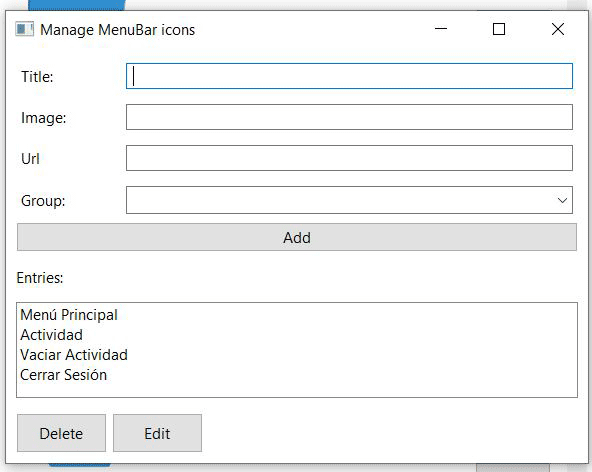 Manage MenuBar icons
Title:
Image:
Url
Group:
Add
Entries:
Menú Principal
Actividad
Vaciar Actividad
Cerrar Sesión
Delete Edit